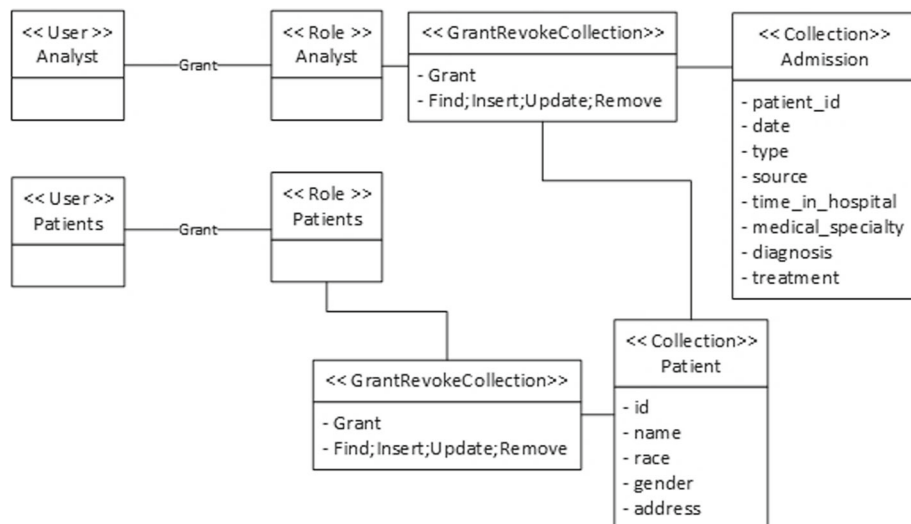 << User >>
Analyst
Grant
<< Role >>
Analyst
<< GrantRevokeCollection>>
- Grant
- Find;Insert;Update;Remove
<< Collection>>
Admission
- patient_id
- date
- type
- source
- time_in_hospital
- medical_specialty
- diagnosis
- treatment
<< User >>
Patients
Grant
<< Role >>
Patients
<< GrantRevokeCollection>>
- Grant
- Find;Insert;Update;Remove
<< Collection>>
Patient
- id
- name
- race
- gender
- address